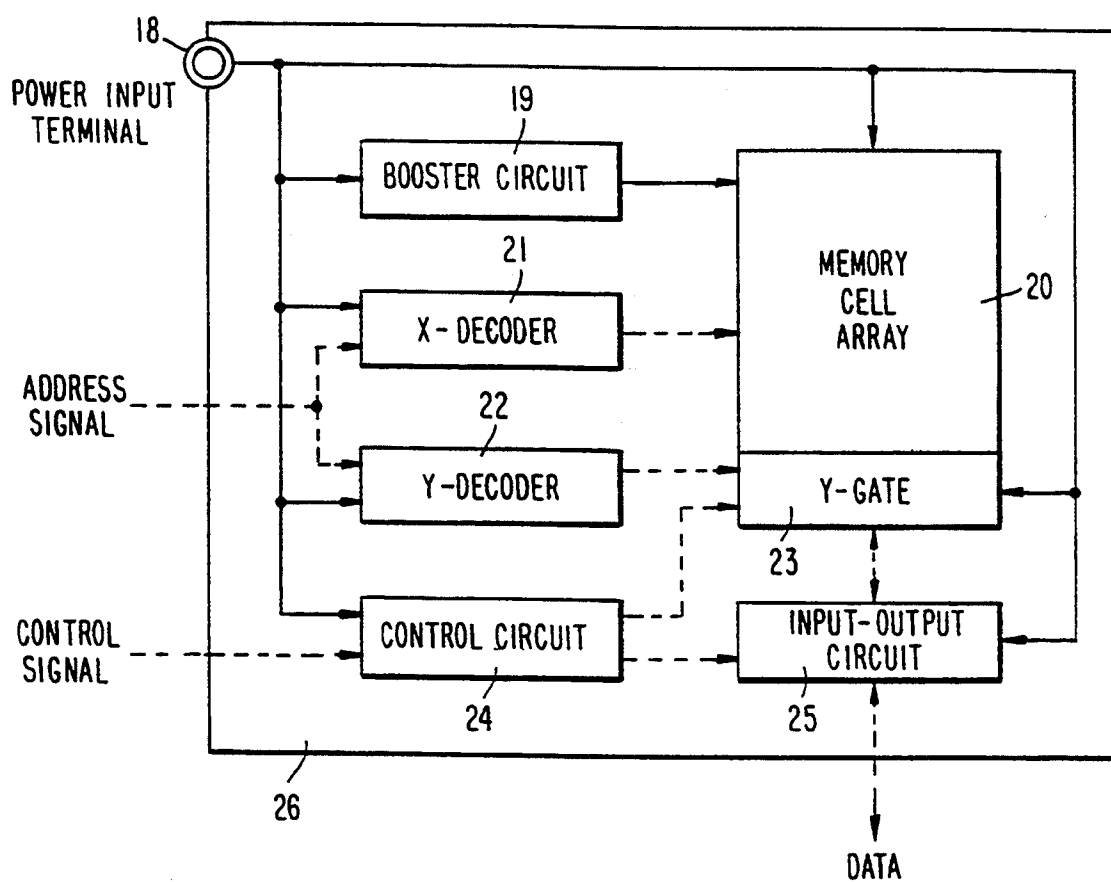 18
POWER INPUT
TERMINAL
19
BOOSTER CIRCUIT
21
X-DECODER
MEMORY
CELL
ARRAY
20
ADDRESS
SIGNAL
22
Y-DECODER
Y-GATE
23
CONTROL
SIGNAL
CONTROL CIRCUIT
24
INPUT-OUTPUT
CIRCUIT
25
26
DATA